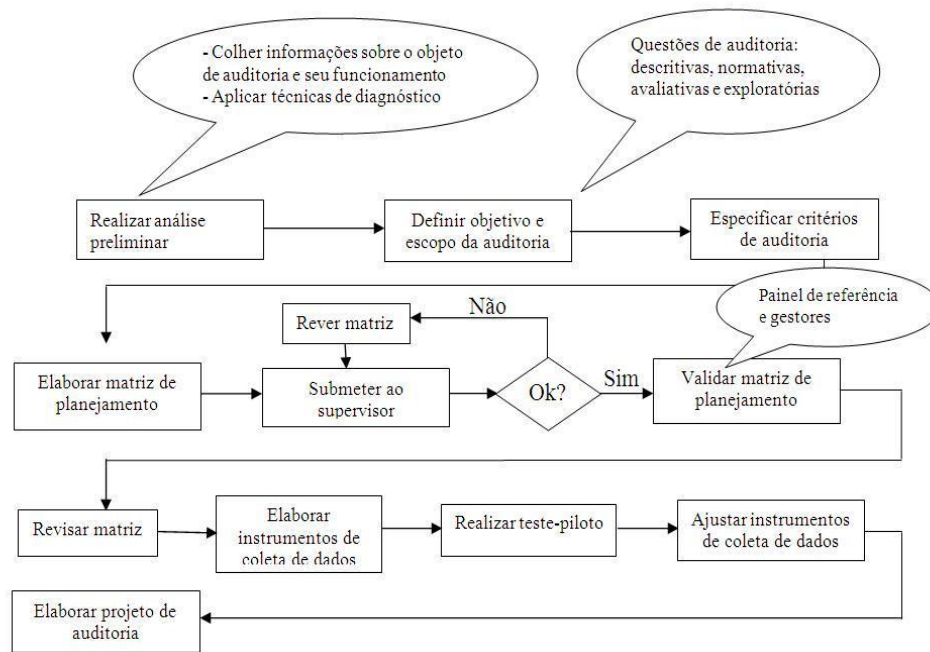 - Colher informações sobre o objeto
de auditoria e seu funcionamento
- Aplicar técnicas de diagnóstico
Questões de auditoria:
descritivas, normativas,
avaliativas e exploratórias
Realizar análise
preliminar
Definir objetivo e
escopo da auditoria
Especificar critérios
de auditoria
Painel de referência
e gestores
Não
Rever matriz
Elaborar matriz de
planejamento
Submeter ao
supervisor
Ok?
Sim
Validar matriz de
planejamento
Revisar matriz
Elaborar
instrumentos de
coleta de dados
Realizar teste-piloto
Ajustar instrumentos
de coleta de dados
Elaborar projeto de
auditoria